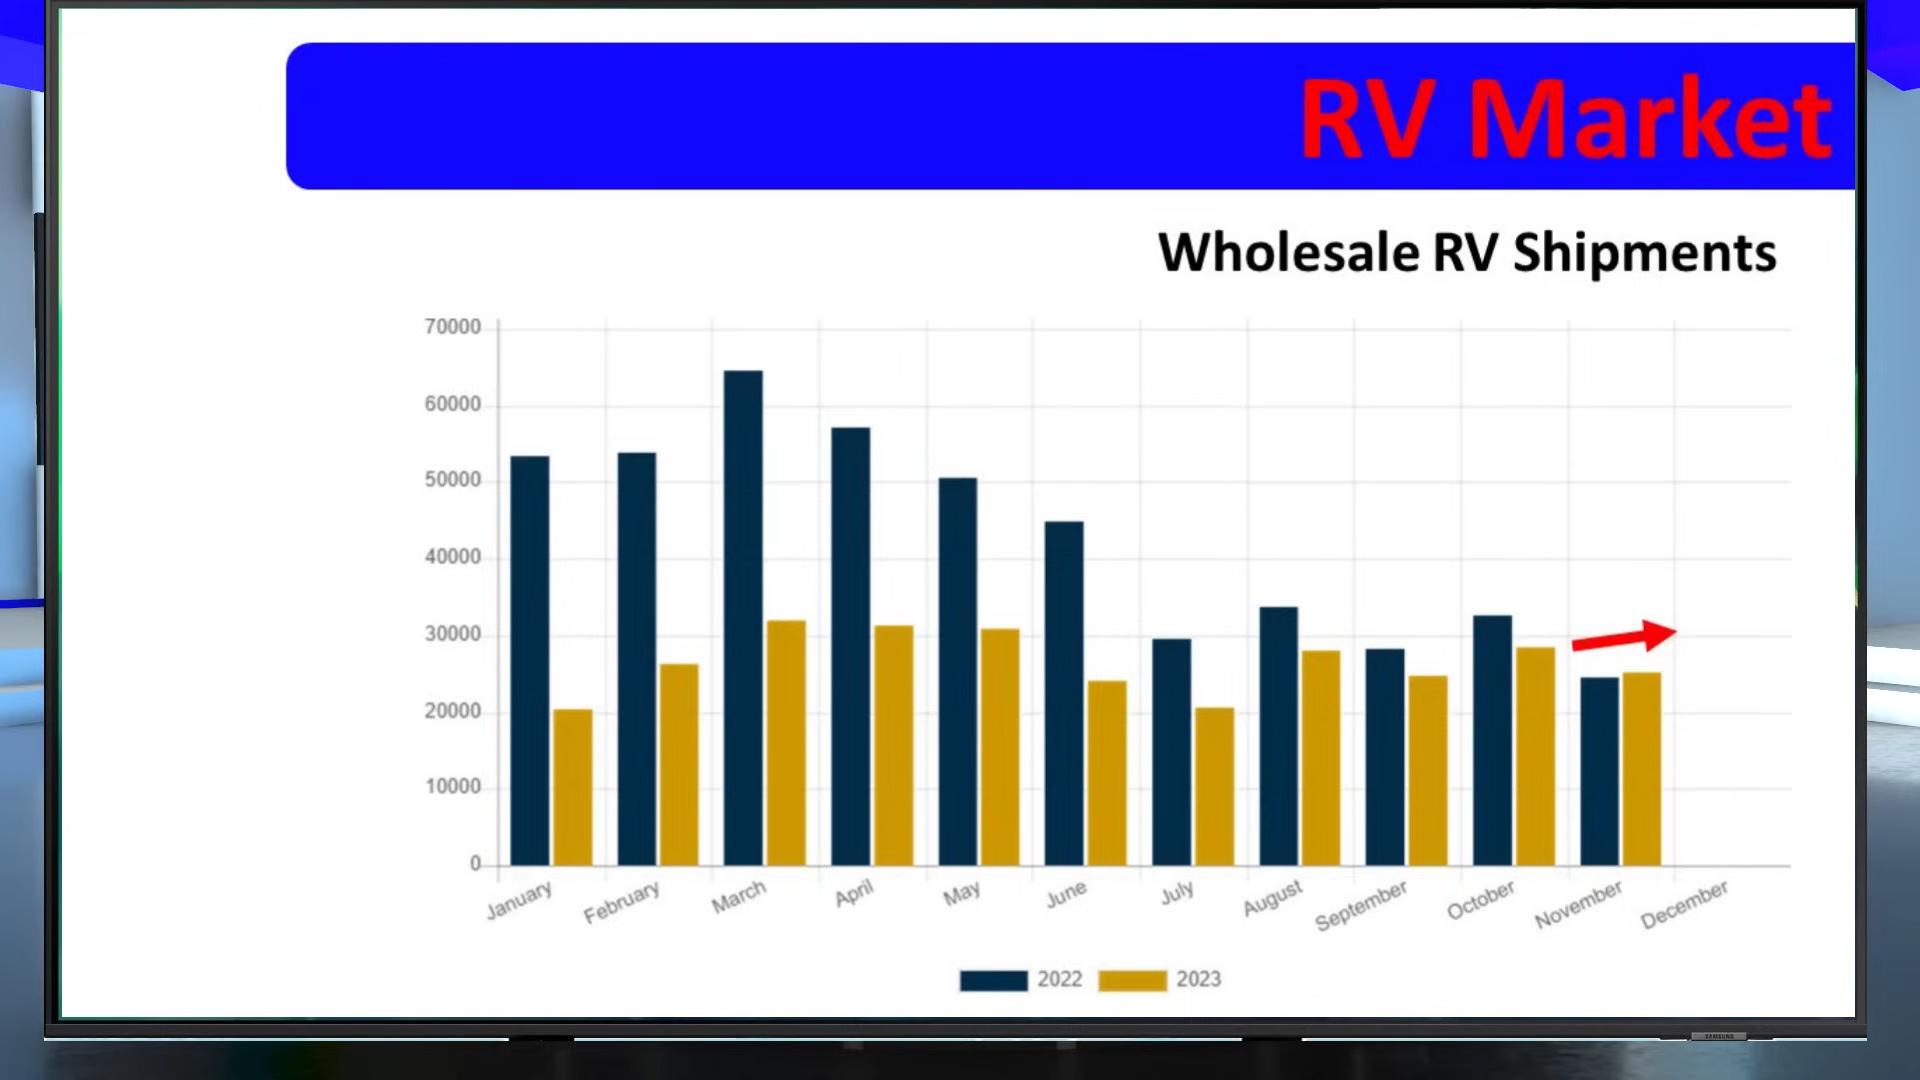 RV Market
Wholesale RV Shipments
70000
60000
50000
40000
30000
20000
10000
0
January
February
March
April
May
June
July
August
September
October
November
December
2022
2023
SAMSUNG